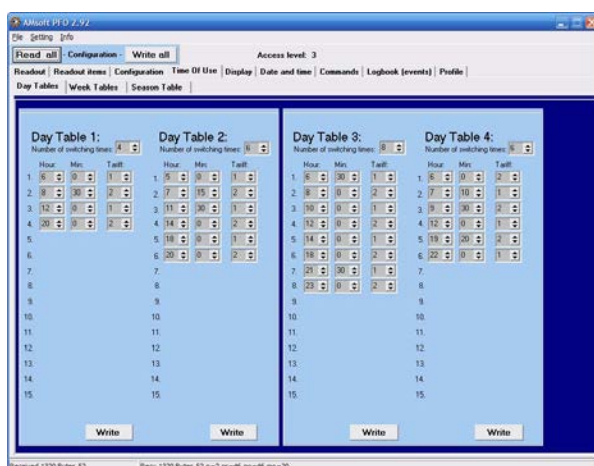 AMsoft PFO 2.92
File Setting Info
Read all - Configuration - Write all Access level: 3
Readout Readout items Configuration Time Of Use Display Date and time Commands Logbook (events) Profile
Day Tables Week Tables Season Table
Day Table 1: Day Table 2: Day Table 3: Day Table 4:
Number of switching times: 4 Number of switching times: 6 Number of switching times: 8 Number of switching times: 6
Hour: Min: Tariff: Hour: Min: Tariff: Hour: Min: Tariff: Hour: Min: Tariff:
1. 6 0 1 1. 5 0 1 1. 6 30 1 1. 6 0 2
2. 8 30 2 2. 7 15 2 2. 8 0 2 2. 7 10 1
3. 12 0 1 3. 11 30 1 3. 10 0 1 3. 9 30 2
4. 20 0 2 4. 14 0 2 4. 12 0 2 4. 12 0 1
5. 5. 18 0 1 5. 14 0 1 5. 19 20 2
6. 6. 20 0 2 6. 18 0 2 6. 22 0 1
7. 7. 7. 21 30 1 7.
8. 8. 8. 23 0 2 8.
9. 9. 9. 9.
10. 10. 10. 10.
11. 11. 11. 11.
12. 12. 12. 12.
13. 13. 13. 13.
14. 14. 14. 14.
15. 15. 15. 15.
Write Write Write Write